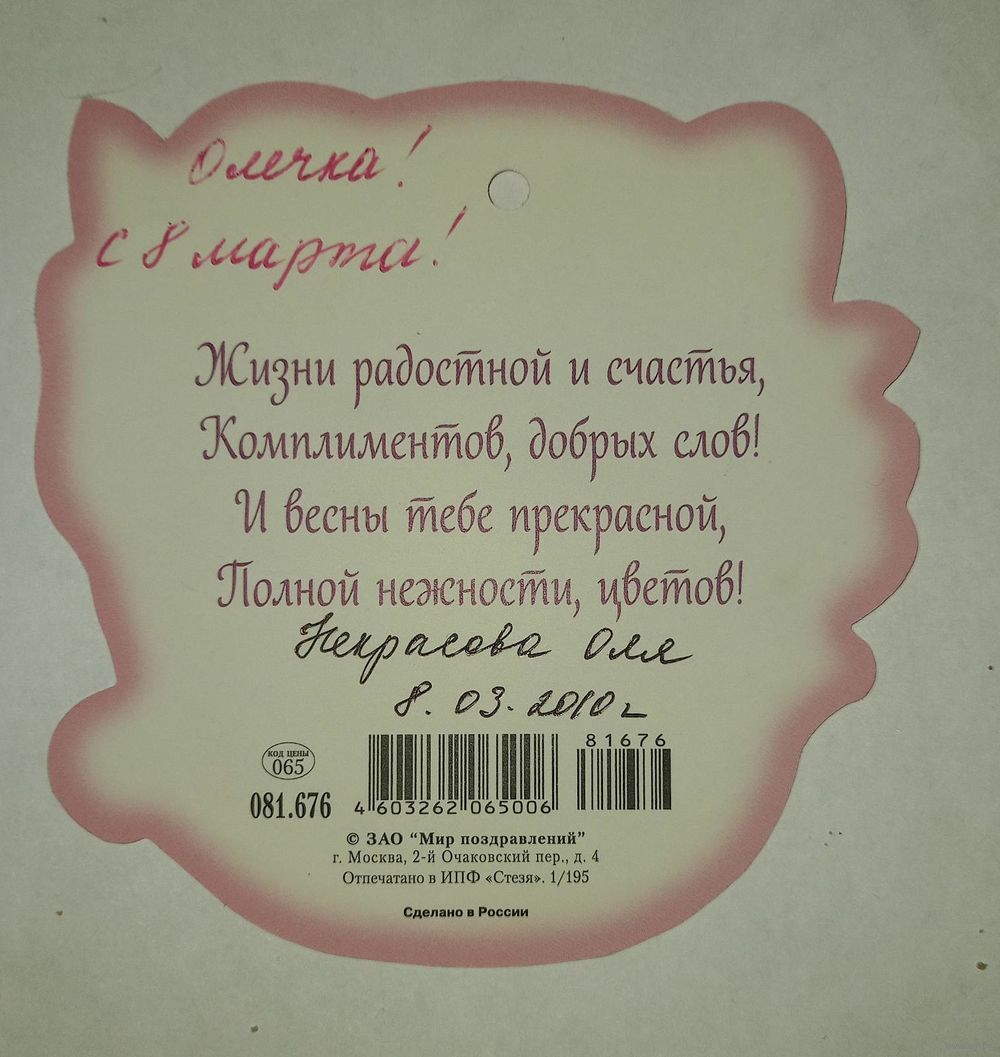 Олечка!
с 8 марта!
Жизни радостной и счастья,
Комплиментов, добрых слов!
И весны тебе прекрасной,
Полной нежности, цветов!
Некрасова Оля
8. 03. 2010 г
КОД ЦЕНЫ
065
081.676
81676
4 603262 065006
© ЗАО "Мир поздравлений"
г. Москва, 2-й Очаковский пер., д. 4
Отпечатано в ИПФ «Стезя». 1/195
Сделано в России